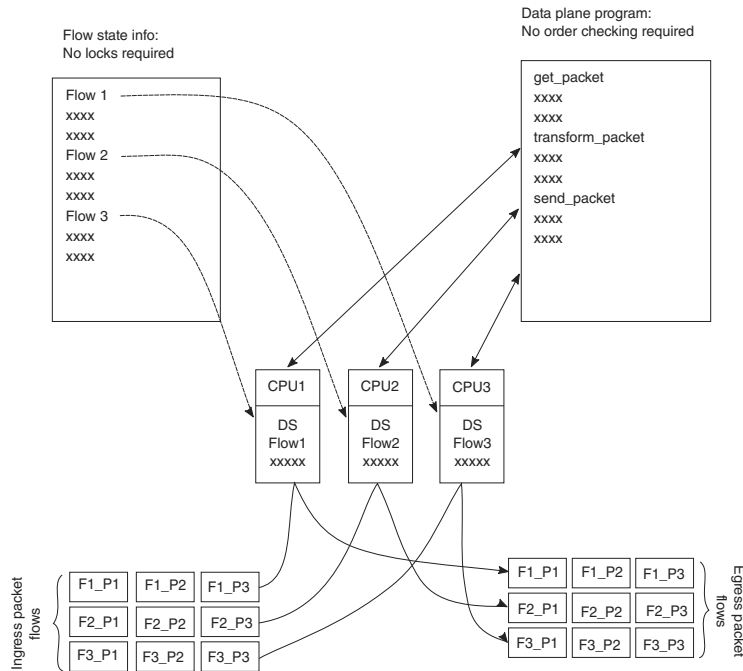 Flow state info:
No locks required
Flow 1
xxxx
xxxx
Flow 2
xxxx
xxxx
Flow 3
xxxx
xxxx
Data plane program:
No order checking required
get_packet
xxxx
xxxx
transform_packet
xxxx
xxxx
send_packet
xxxx
xxxx
CPU1
DS
Flow1
xxxxx
CPU2
DS
Flow2
xxxxx
CPU3
DS
Flow3
xxxxx
Ingress packet
flows
F1_P1 F1_P2 F1_P3
F2_P1 F2_P2 F2_P3
F3_P1 F3_P2 F3_P3
F1_P1 F1_P2 F1_P3
F2_P1 F2_P2 F2_P3
F3_P1 F3_P2 F3_P3
Egress packet
flows